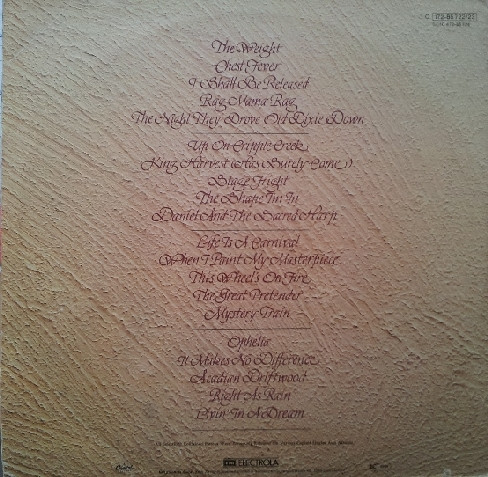 The Weight
Chest Fever
I Shall Be Released
Rag Mama Rag
The Night They Drove Old Dixie Down
Up On Cripple Creek
King Harvest (Has Surely Come)
Stage Fright
The Shape I'm In
Daniel And The Sacred Harp
Life Is A Carnival
When I Paint My Masterpiece
This Wheel's On Fire
The Great Pretender
Mystery Train
Ophelia
It Makes No Difference
Acadian Driftwood
Right As Rain
Livin' In A Dream
Capitol
EMI ELECTROLA